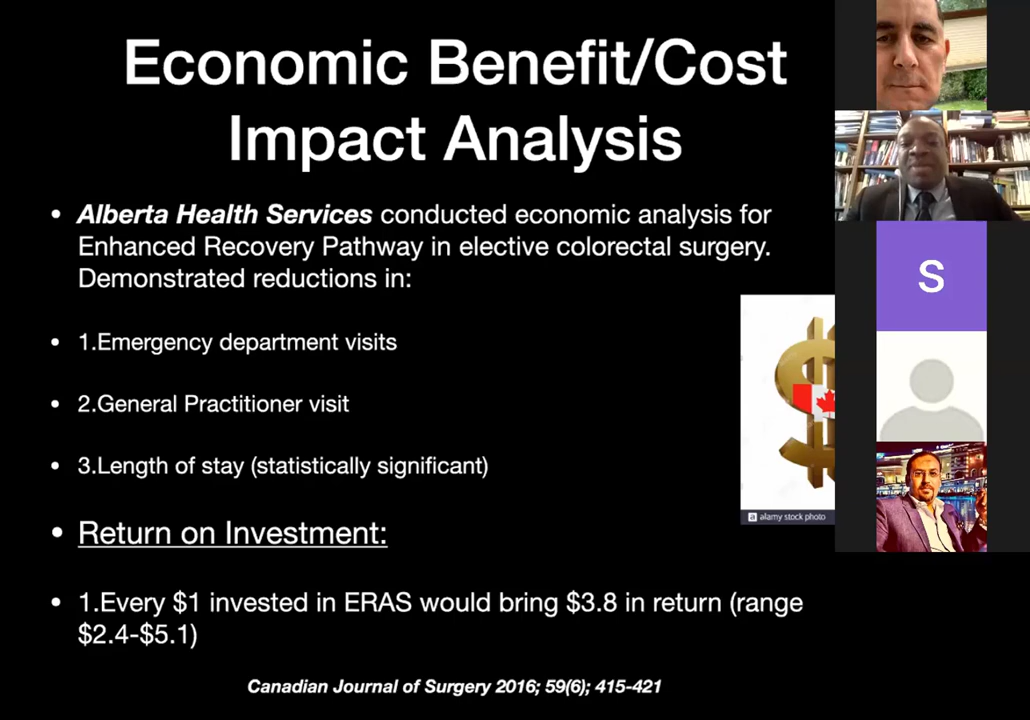 Economic Benefit/Cost
Impact Analysis
• Alberta Health Services conducted economic analysis for
Enhanced Recovery Pathway in elective colorectal surgery.
Demonstrated reductions in:
• 1.Emergency department visits
• 2.General Practitioner visit
• 3.Length of stay (statistically significant)
• Return on Investment:
• 1.Every $1 invested in ERAS would bring $3.8 in return (range
$2.4-$5.1)
Canadian Journal of Surgery 2016; 59(6); 415-421
a alamy stock photo
S